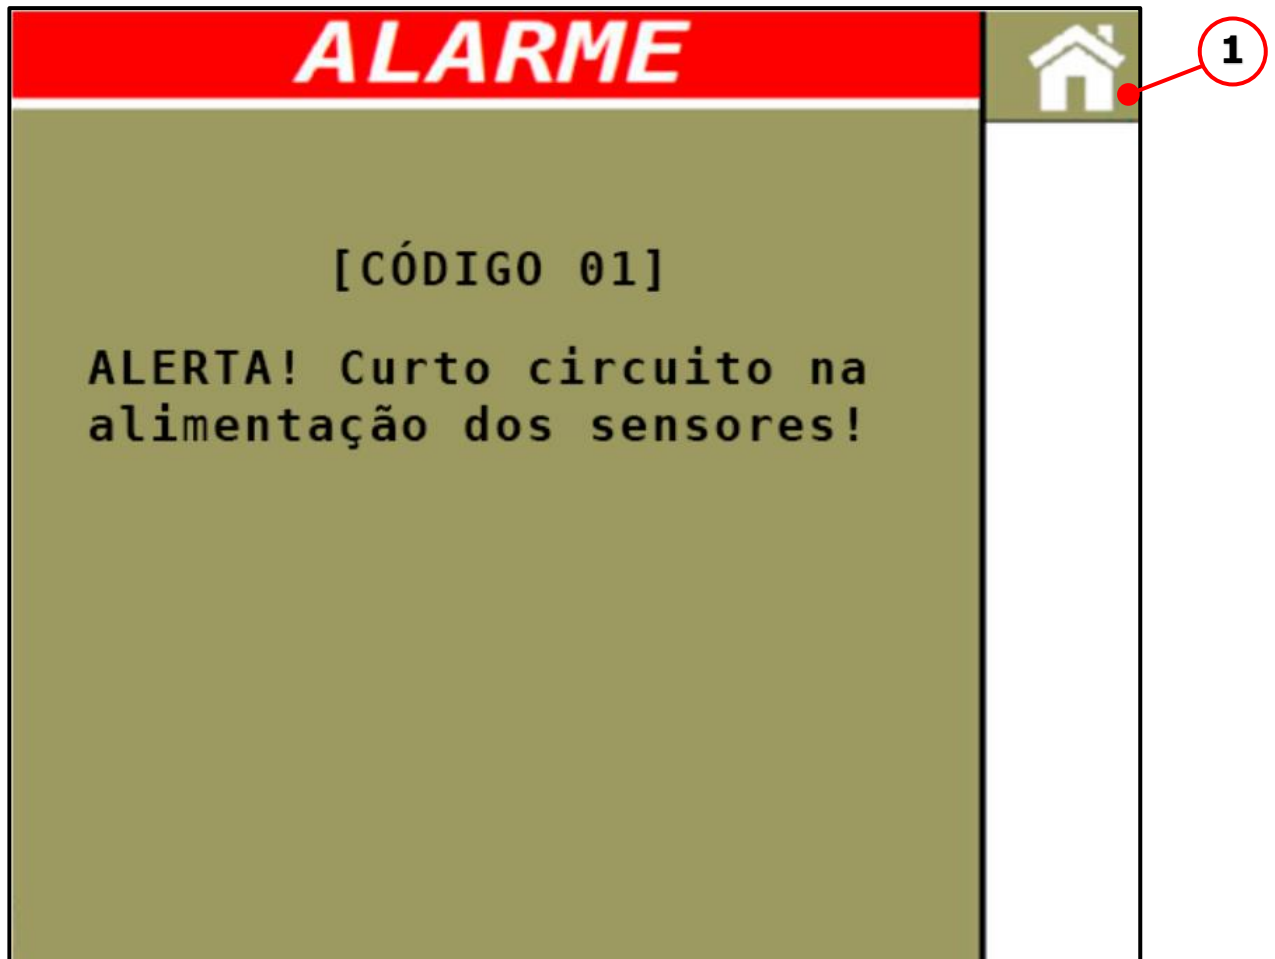 ALARME
1
[CÓDIGO 01]
ALERTA! Curto circuito na
alimentação dos sensores!